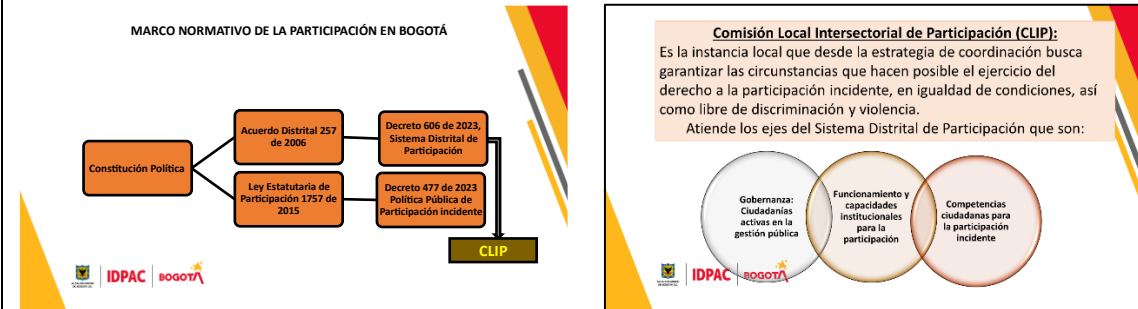 MARCO NORMATIVO DE LA PARTICIPACIÓN EN BOGOTÁ
Constitución Política
Acuerdo Distrital 257
de 2006
Decreto 606 de 2023,
Sistema Distrital de
Participación
Ley Estatutaria de
Participación 1757 de
2015
Decreto 477 de 2023
Política Pública de
Participación incidente
CLIP
IDPAC
BOGOTÁ
Comisión Local Intersectorial de Participación (CLIP):
Es la instancia local que desde la estrategia de coordinación busca
garantizar las circunstancias que hacen posible el ejercicio del
derecho a la participación incidente, en igualdad de condiciones, así
como libre de discriminación y violencia.
Atiende los ejes del Sistema Distrital de Participación que son:
Gobernanza:
Ciudadanías
activas en la
gestión pública
Funcionamiento y
capacidades
institucionales
para la
participación
Competencias
ciudadanas para
la participación
incidente
IDPAC
BOGOTÁ